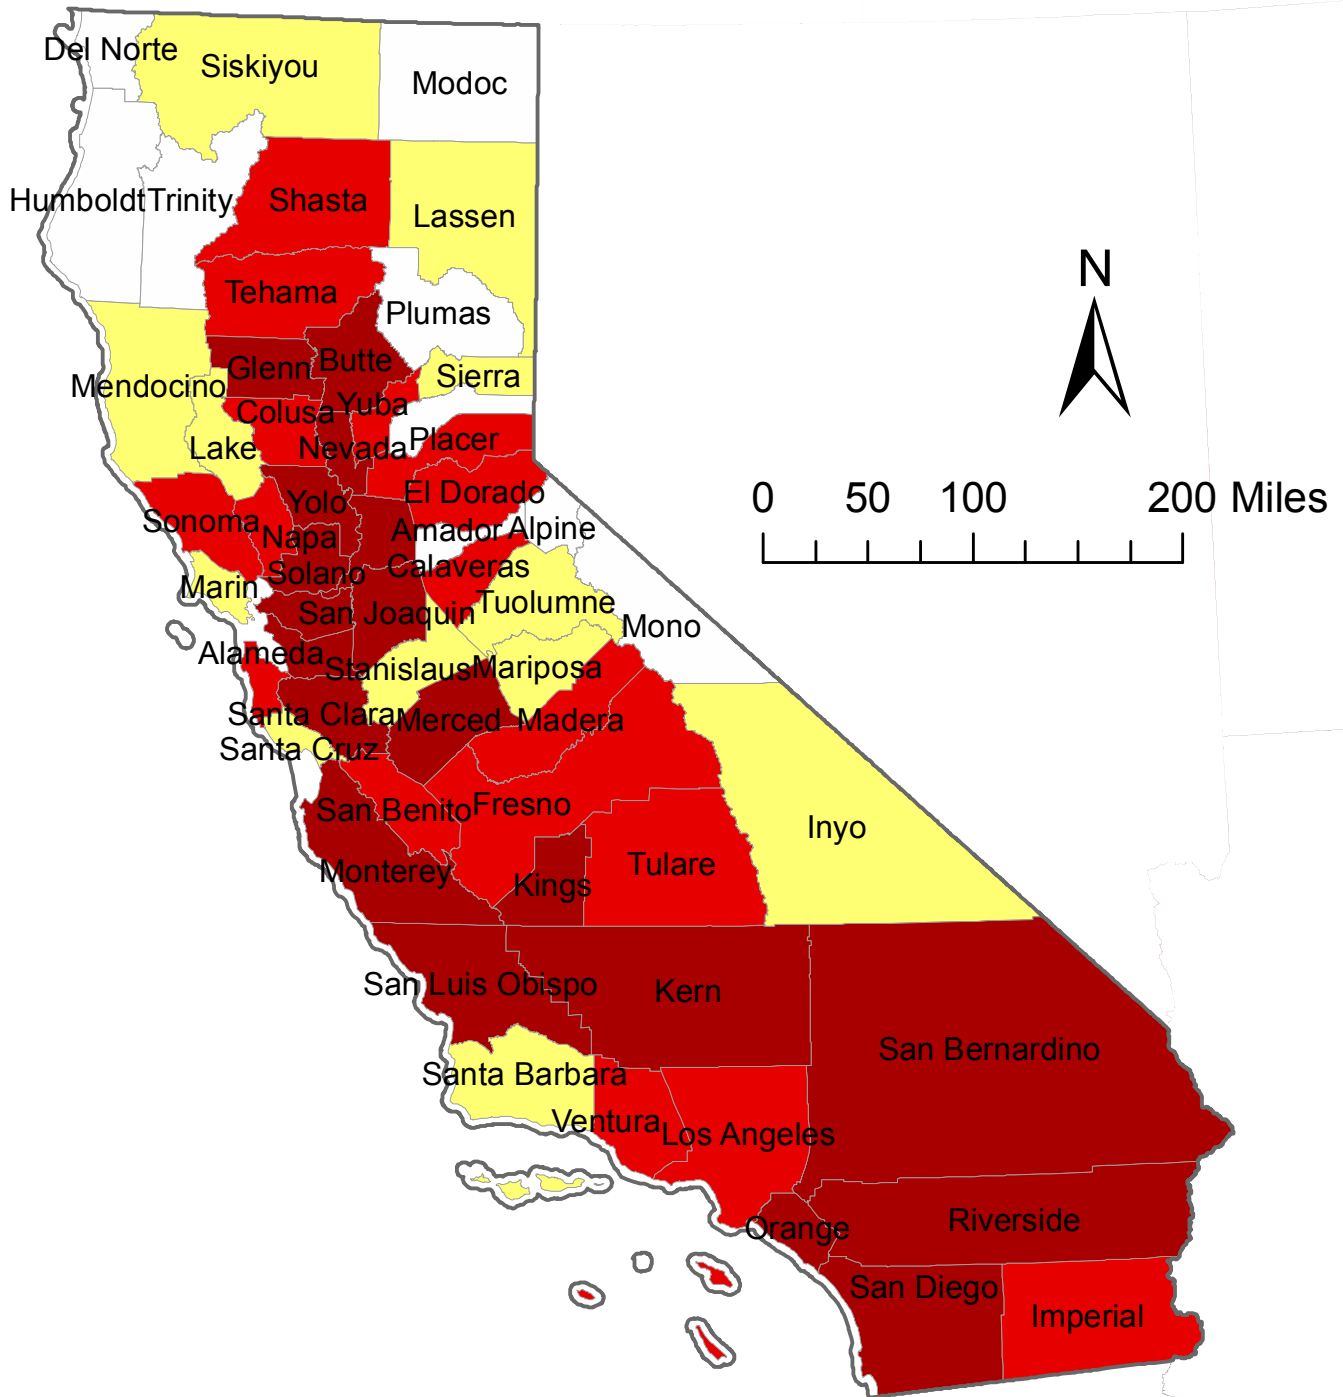 Del Norte
Siskiyou
Modoc
Humboldt
Trinity
Shasta
Lassen
N
Tehama
Plumas
Glenn
Butte
Sierra
Mendocino
Colusa
Yuba
Lake
Nevada
Placer
Yolo
El Dorado
0 50 100 200 Miles
Sonoma
Napa
Amador
Alpine
Solano
Calaveras
Marin
San Joaquin
Tuolumne
Mono
Alameda
Stanislaus
Mariposa
Santa Clara
Merced
Madera
Santa Cruz
San Benito
Fresno
Inyo
Monterey
Kings
Tulare
San Luis Obispo
Kern
San Bernardino
Santa Barbara
Ventura
Los Angeles
Orange
Riverside
San Diego
Imperial